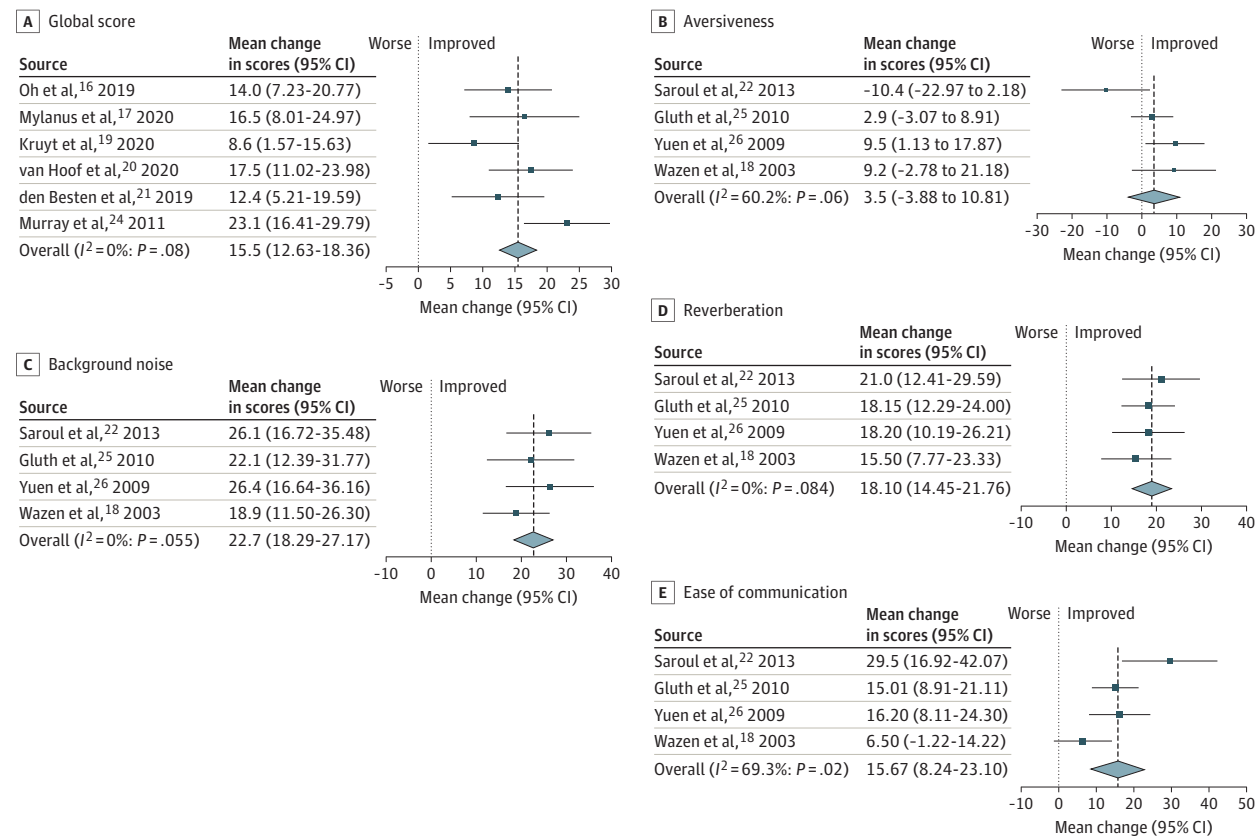 A Global score
Mean change
in scores (95% CI)
Source
Worse
Improved
Oh et al,16 2019 14.0 (7.23-20.77)
Mylanus et al,17 2020 16.5 (8.01-24.97)
Kruyt et al,19 2020 8.6 (1.57-15.63)
van Hoof et al,20 2020 17.5 (11.02-23.98)
den Besten et al,21 2019 12.4 (5.21-19.59)
Murray et al,24 2011 23.1 (16.41-29.79)
Overall (I2 = 0%: P = .08) 15.5 (12.63-18.36)
-5 0 5 10 15 20 25 30
Mean change (95% CI)
B Aversiveness
Mean change
in scores (95% CI)
Source
Worse
Improved
Saroul et al,22 2013 -10.4 (-22.97 to 2.18)
Gluth et al,25 2010 2.9 (-3.07 to 8.91)
Yuen et al,26 2009 9.5 (1.13 to 17.87)
Wazen et al,18 2003 9.2 (-2.78 to 21.18)
Overall (I2 = 60.2%: P = .06) 3.5 (-3.88 to 10.81)
-30 -20 -10 0 10 20 30
Mean change (95% CI)
C Background noise
Mean change
in scores (95% CI)
Source
Worse
Improved
Saroul et al,22 2013 26.1 (16.72-35.48)
Gluth et al,25 2010 22.1 (12.39-31.77)
Yuen et al,26 2009 26.4 (16.64-36.16)
Wazen et al,18 2003 18.9 (11.50-26.30)
Overall (I2 = 0%: P = .055) 22.7 (18.29-27.17)
-10 0 10 20 30 40
Mean change (95% CI)
D Reverberation
Mean change
in scores (95% CI)
Source
Worse
Improved
Saroul et al,22 2013 21.0 (12.41-29.59)
Gluth et al,25 2010 18.15 (12.29-24.00)
Yuen et al,26 2009 18.20 (10.19-26.21)
Wazen et al,18 2003 15.50 (7.77-23.33)
Overall (I2 = 0%: P = .084) 18.10 (14.45-21.76)
-10 0 10 20 30 40
Mean change (95% CI)
E Ease of communication
Mean change
in scores (95% CI)
Source
Worse
Improved
Saroul et al,22 2013 29.5 (16.92-42.07)
Gluth et al,25 2010 15.01 (8.91-21.11)
Yuen et al,26 2009 16.20 (8.11-24.30)
Wazen et al,18 2003 6.50 (-1.22-14.22)
Overall (I2 = 69.3%: P = .02) 15.67 (8.24-23.10)
-10 0 10 20 30 40 50
Mean change (95% CI)